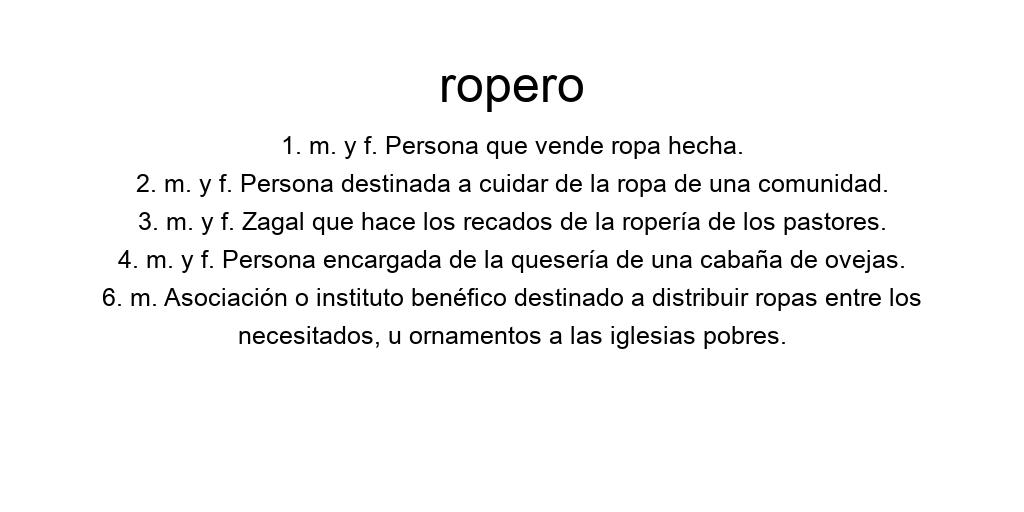 ropero
1. m. y f. Persona que vende ropa hecha.
2. m. y f. Persona destinada a cuidar de la ropa de una comunidad.
3. m. y f. Zagal que hace los recados de la ropería de los pastores.
4. m. y f. Persona encargada de la quesería de una cabaña de ovejas.
6. m. Asociación o instituto benéfico destinado a distribuir ropas entre los
necesitados, u ornamentos a las iglesias pobres.